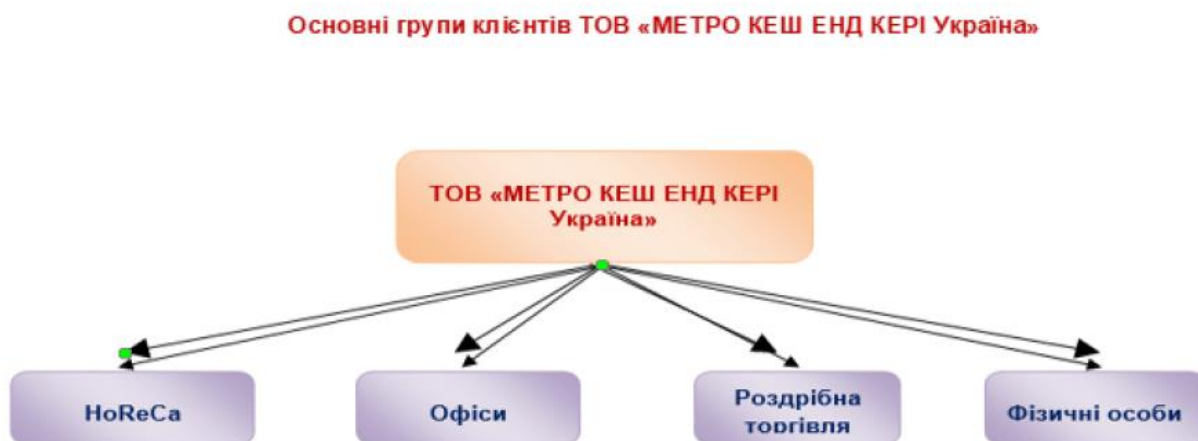 Основні групи клієнтів ТОВ «МЕТРО КЕШ ЕНД КЕРІ Україна»
ТОВ «МЕТРО КЕШ ЕНД КЕРІ
Україна»
HoReCa
Офіси
Роздрібна
торгівля
Фізичні особи